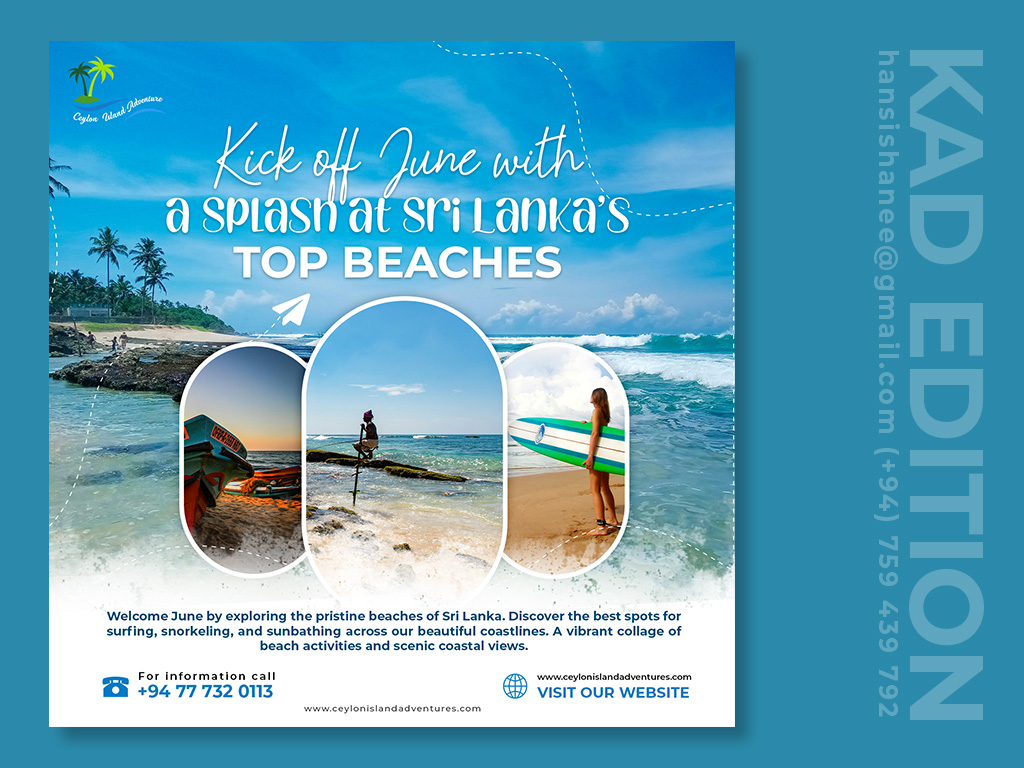 Ceylon Island Adventure
Kick off June with
a splash at Sri Lanka's
TOP BEACHES
Welcome June by exploring the pristine beaches of Sri Lanka. Discover the best spots for
surfing, snorkeling, and sunbathing across our beautiful coastlines. A vibrant collage of
beach activities and scenic coastal views.
For information call
+94 77 732 0113
www.ceylonislandadventures.com
VISIT OUR WEBSITE
www.ceylonislandadventures.com
KAD EDITION
hansishanee@gmail.com (+94) 759 439 792